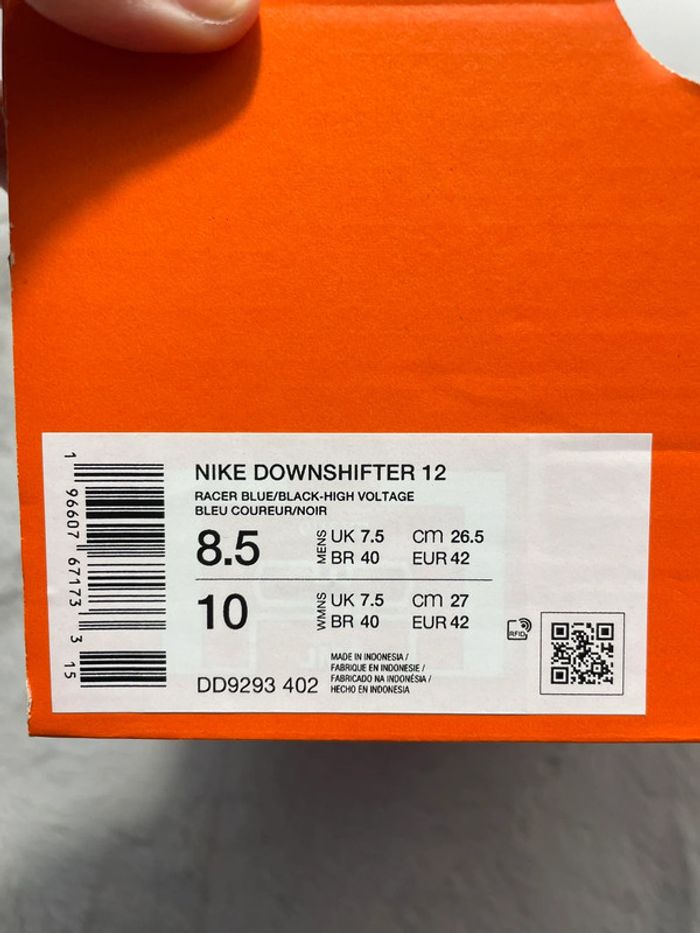 NIKE DOWNSHIFTER 12
RACER BLUE/BLACK-HIGH VOLTAGE
BLEU COUREUR/NOIR
8.5 MENS UK 7.5 cm 26.5
BR 40 EUR 42
10 WMNS UK 7.5 cm 27
BR 40 EUR 42
MADE IN INDONESIA /
FABRIQUE EN INDONESIE /
FABRICADO NA INDONÉSIA /
HECHO EN INDONESIA
DD9293 402
RFID
1 96607 67173 3 15